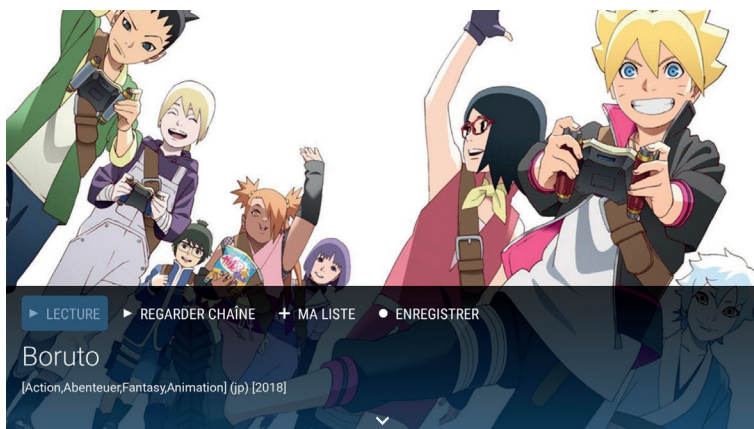 LECTURE REGARDER CHAÎNE MA LISTE ENREGISTRER
Boruto
[Action,Abenteuer,Fantasy,Animation] (jp) [2018]